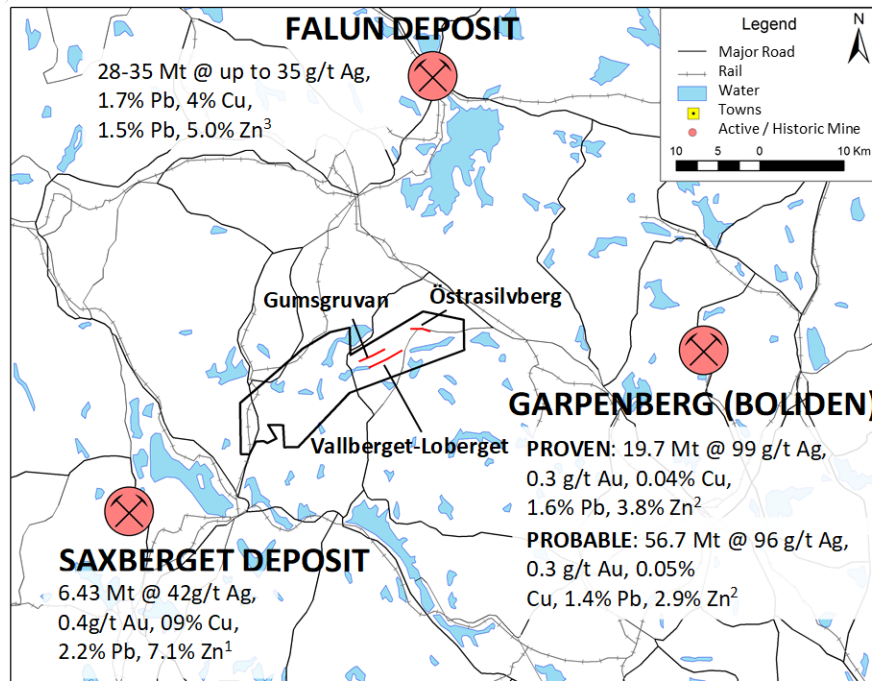 FALUN DEPOSIT
28-35 Mt @ up to 35 g/t Ag,
1.7% Pb, 4% Cu,
1.5% Pb, 5.0% Zn³
Legend
N
Major Road
Rail
Water
Towns
Active / Historic Mine
10 5 0 10 Km
Gumsgruvan
Östrasilvberg
Vallberget-Loberget
GARPENBERG (BOLIDEN)
PROVEN: 19.7 Mt @ 99 g/t Ag,
0.3 g/t Au, 0.04% Cu,
1.6% Pb, 3.8% Zn²
PROBABLE: 56.7 Mt @ 96 g/t Ag,
0.3 g/t Au, 0.05%
Cu, 1.4% Pb, 2.9% Zn²
SAXBERGET DEPOSIT
6.43 Mt @ 42g/t Ag,
0.4g/t Au, 09% Cu,
2.2% Pb, 7.1% Zn¹